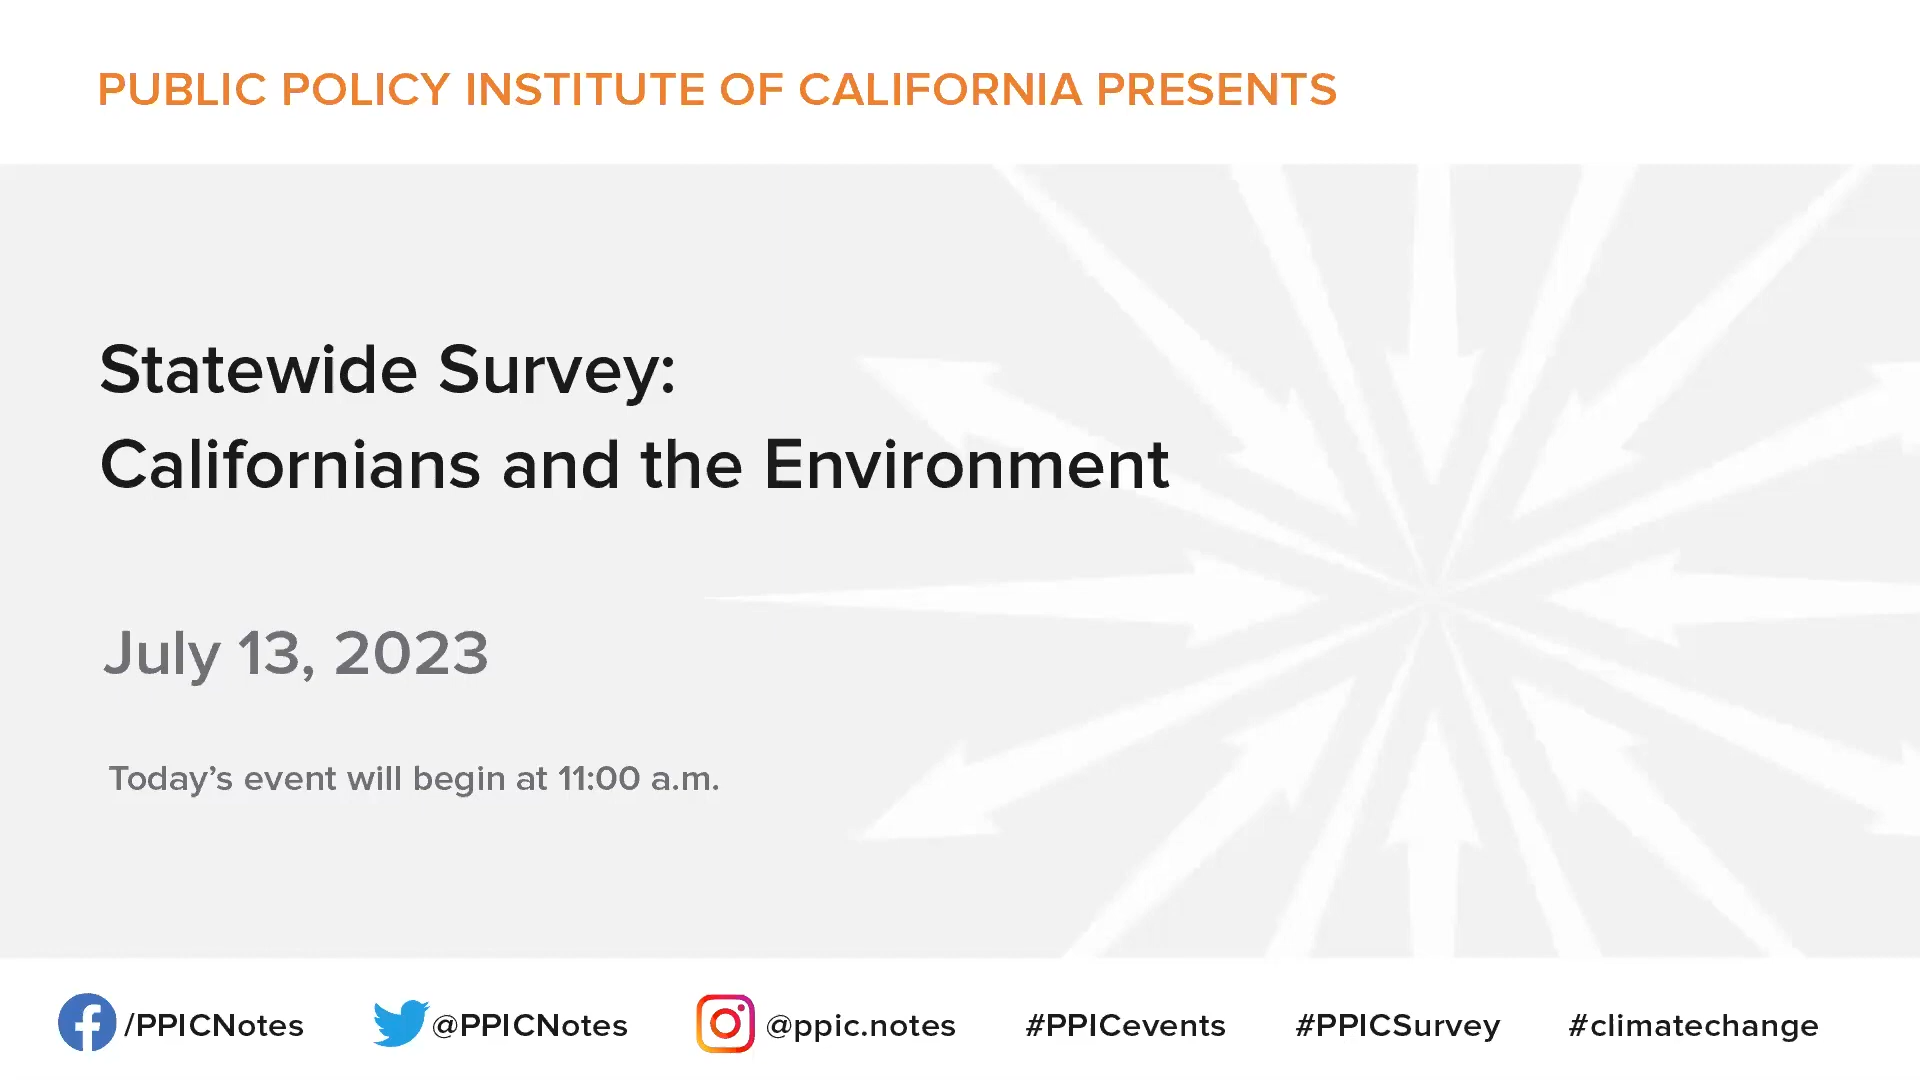 PUBLIC POLICY INSTITUTE OF CALIFORNIA PRESENTS
Statewide Survey:
Californians and the Environment
July 13, 2023
Today’s event will begin at 11:00 a.m.
/PPICNotes @PPICNotes @ppic.notes #PPICevents #PPICSurvey #climatechange